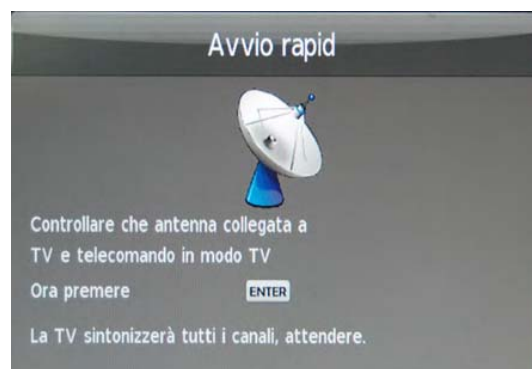 Avvio rapid
Controllare che antenna collegata a
TV e telecomando in modo TV
Ora premere ENTER
La TV sintonizzerà tutti i canali, attendere.